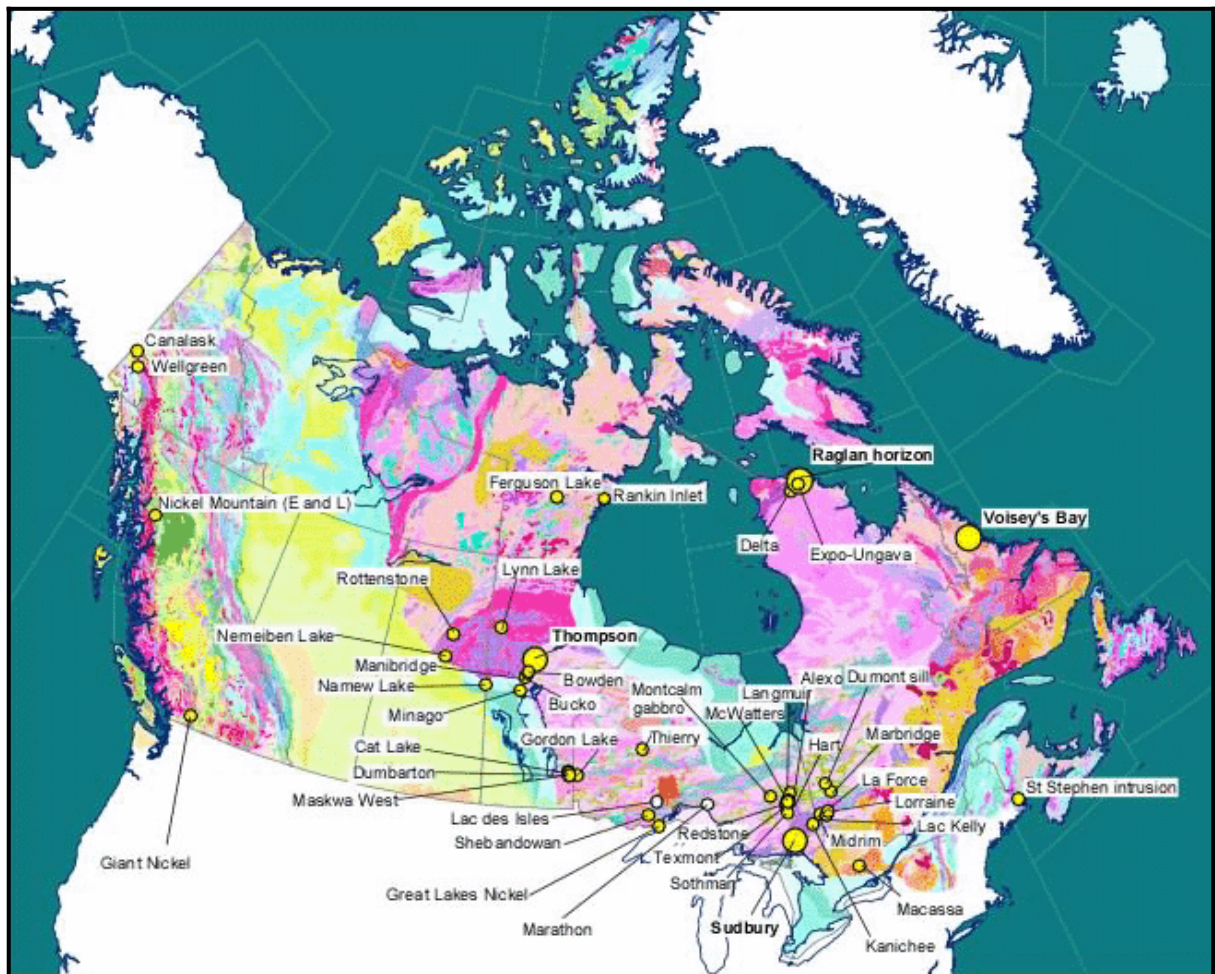 Canalask
Wellgreen
Raglan horizon
Ferguson Lake
Rankin Inlet
Nickel Mountain (E and L)
Voisey's Bay
Delta
Expo-Ungava
Lynn Lake
Rottenstone
Nemeiben Lake
Thompson
Manibridge
Bowden
Namew Lake
Montcalm
gabbro
Langmuir
Alexo
Dumont sill
Minago
Bucko
McWatters
Gordon Lake
Thierry
Hart
Marbridge
Cat Lake
Dumbarton
La Force
Maskwa West
Lorraine
St Stephen intrusion
Lac des Isles
Redstone
Lac Kelly
Shebandowan
Midrim
Texmont
Giant Nickel
Sothman
Great Lakes Nickel
Macassa
Marathon
Sudbury
Kanichee